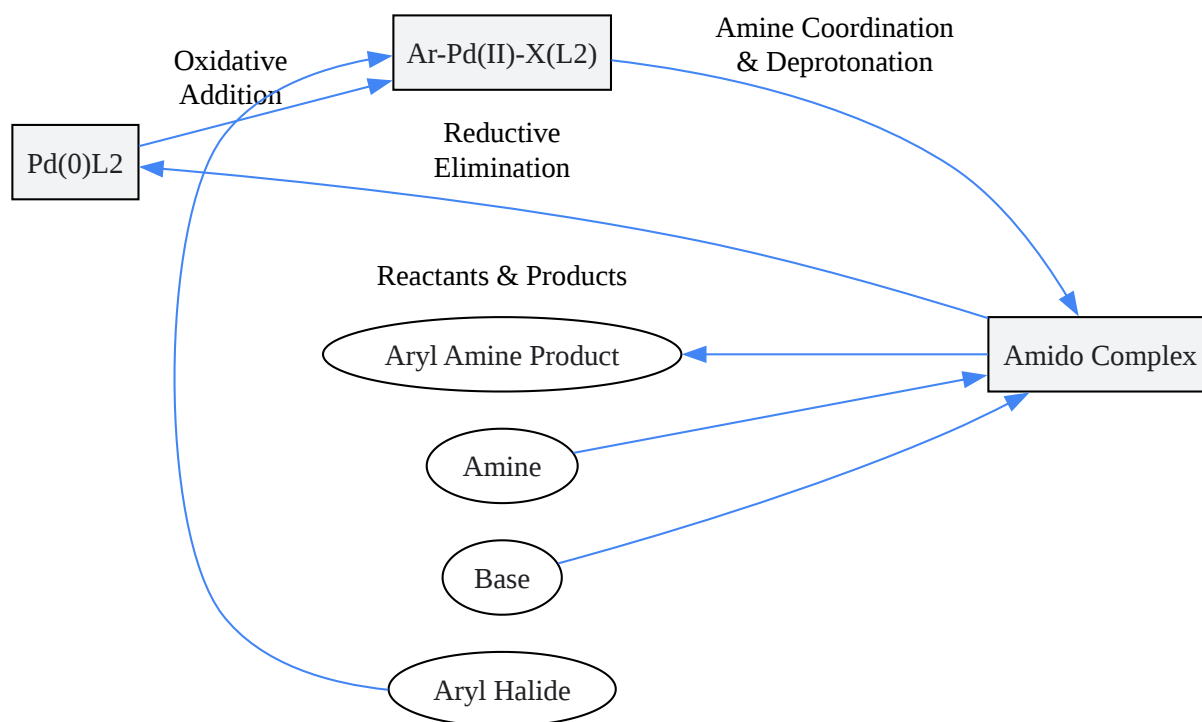 Ar-Pd(II)-X(L2)
Amine Coordination
& Deprotonation
Oxidative
Addition
Reductive
Elimination
Pd(0)L2
Reactants & Products
Aryl Amine Product
Amido Complex
Amine
Base
Aryl Halide